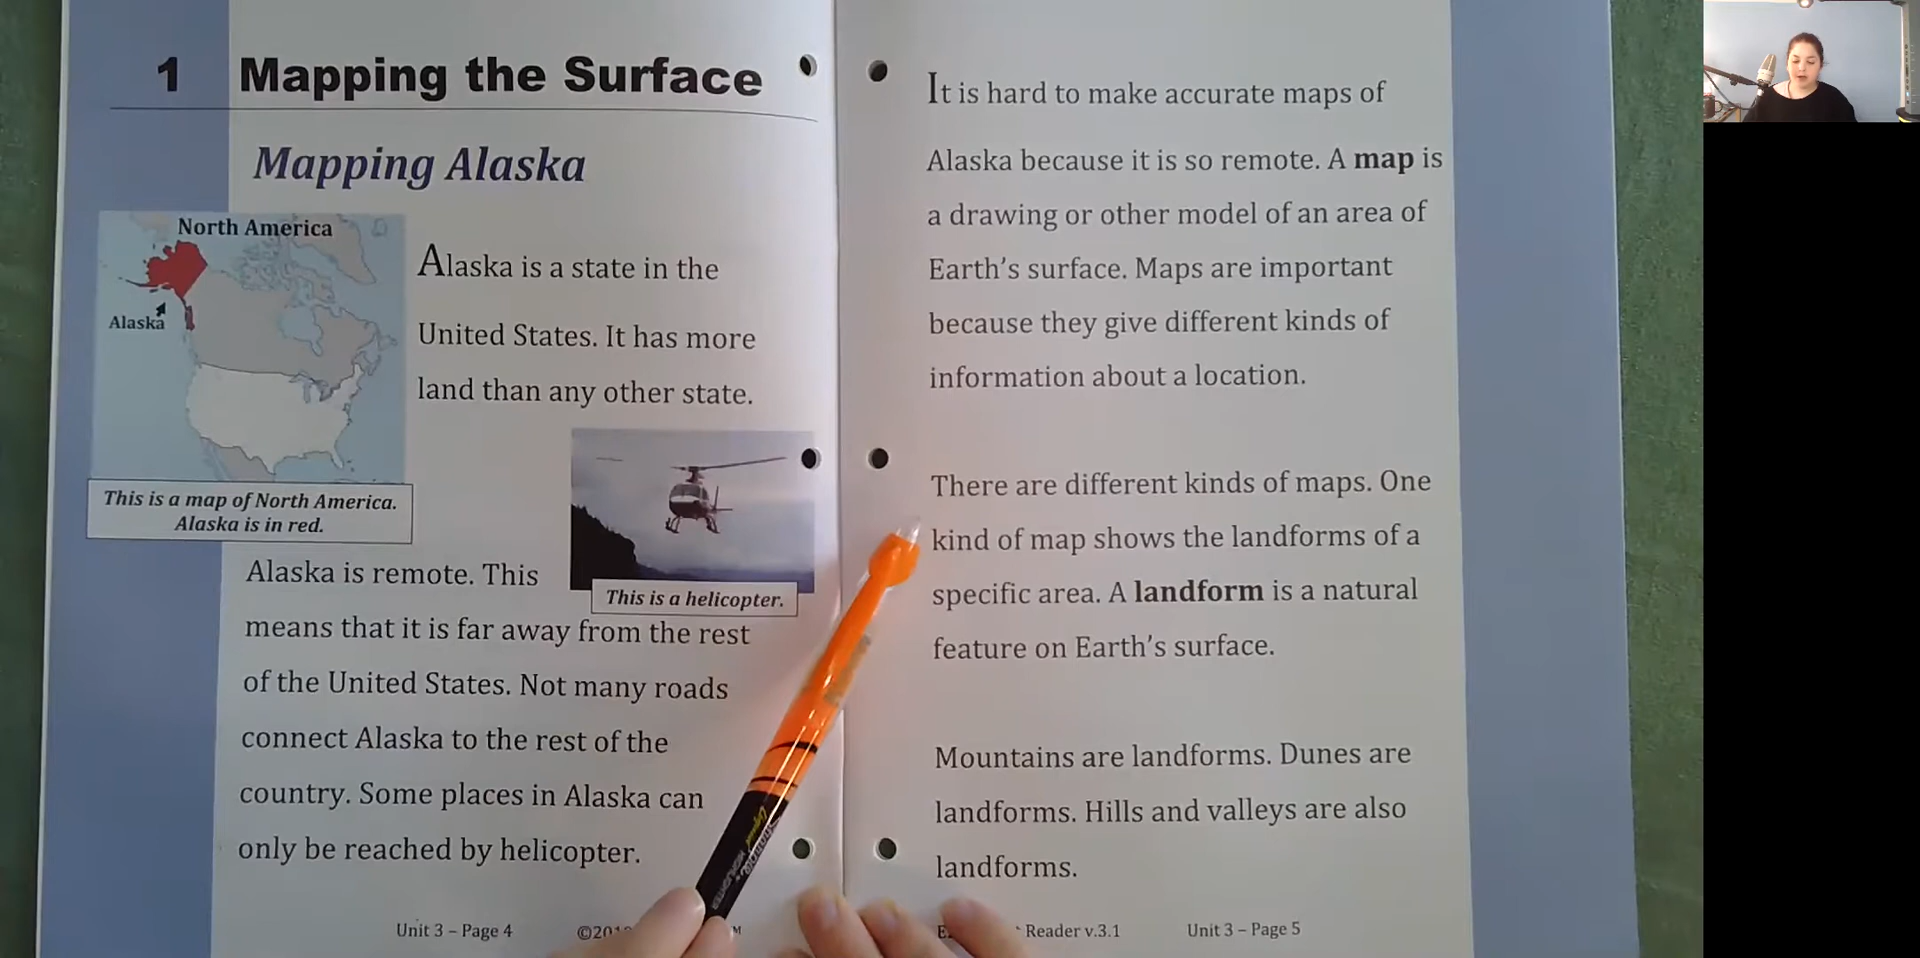 1 Mapping the Surface
Mapping Alaska
North America
Alaska
This is a map of North America.
Alaska is in red.
Alaska is a state in the
United States. It has more
land than any other state.
This is a helicopter.
Alaska is remote. This
means that it is far away from the rest
of the United States. Not many roads
connect Alaska to the rest of the
country. Some places in Alaska can
only be reached by helicopter.
Unit 3 – Page 4
It is hard to make accurate maps of
Alaska because it is so remote. A map is
a drawing or other model of an area of
Earth's surface. Maps are important
because they give different kinds of
information about a location.
There are different kinds of maps. One
kind of map shows the landforms of a
specific area. A landform is a natural
feature on Earth's surface.
Mountains are landforms. Dunes are
landforms. Hills and valleys are also
landforms.
Reader v.3.1
Unit 3 – Page 5